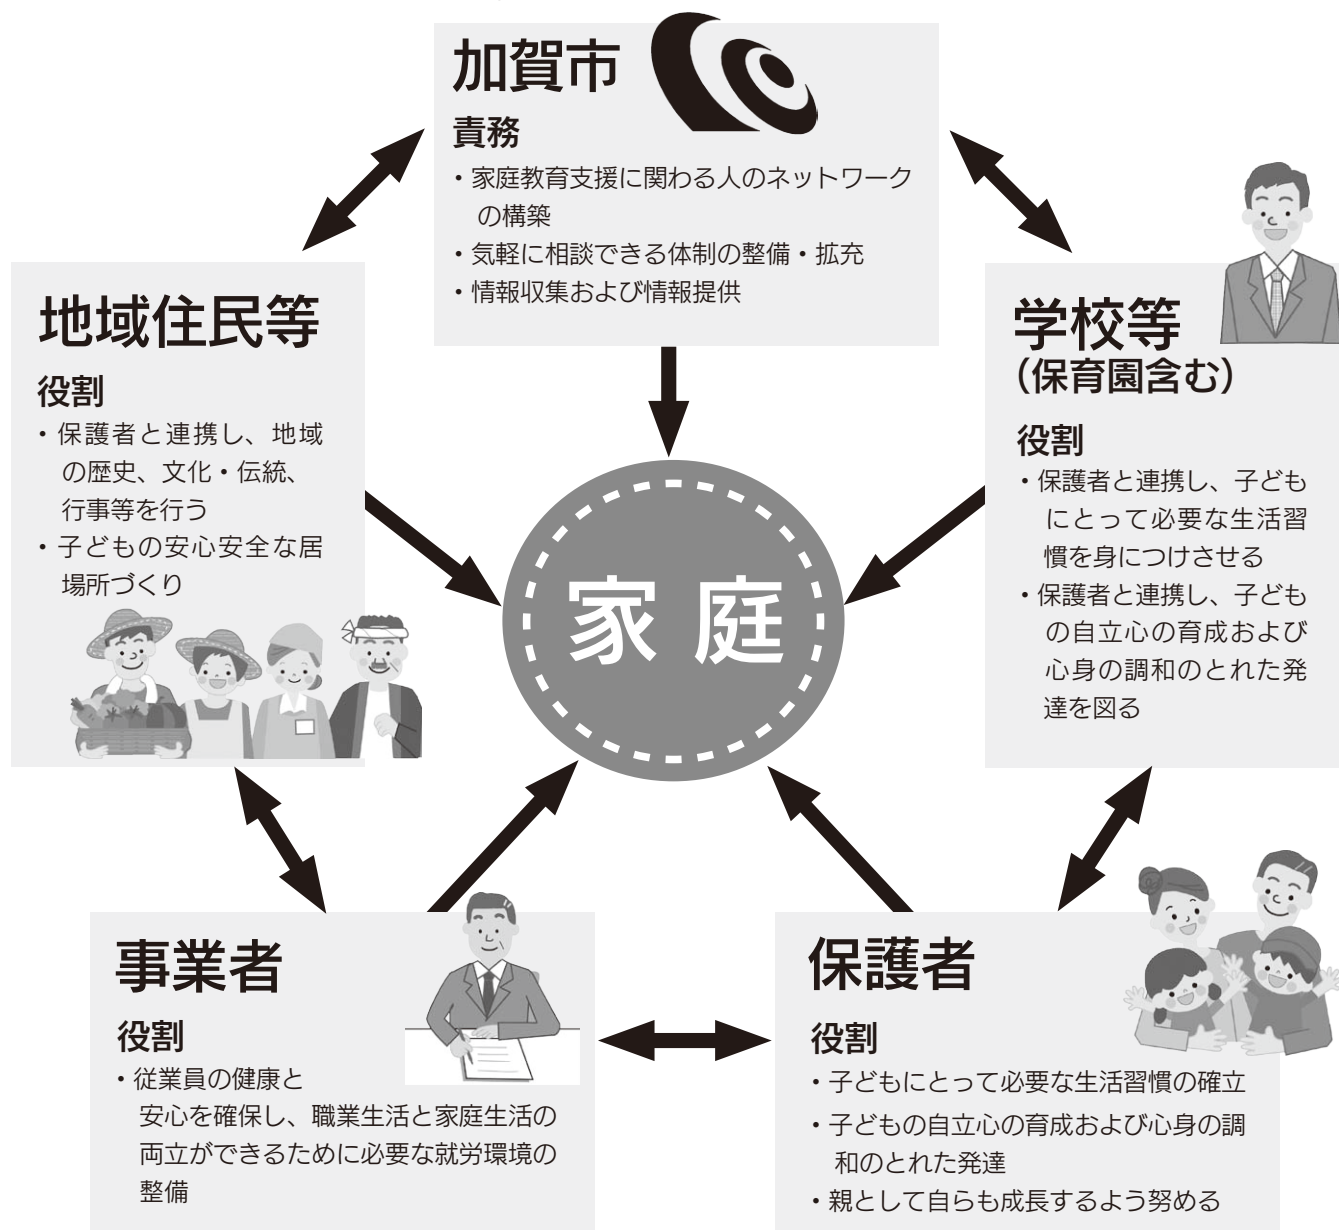 加賀市
責務
・家庭教育支援に関わる人のネットワーク
の構築
・気軽に相談できる体制の整備・拡充
・情報収集および情報提供
地域住民等
役割
・保護者と連携し、地域
の歴史、文化・伝統、
行事等を行う
・子どもの安心安全な居
場所づくり
学校等
（保育園含む）
役割
・保護者と連携し、子ども
にとって必要な生活習
慣を身につけさせる
・保護者と連携し、子ども
の自立心の育成および
心身の調和のとれた発
達を図る
家庭
事業者
役割
・従業員の健康と
安心を確保し、職業生活と家庭生活の
両立ができるために必要な就労環境の
整備
保護者
役割
・子どもにとって必要な生活習慣の確立
・子どもの自立心の育成および心身の調
和のとれた発達
・親として自らも成長するよう努める